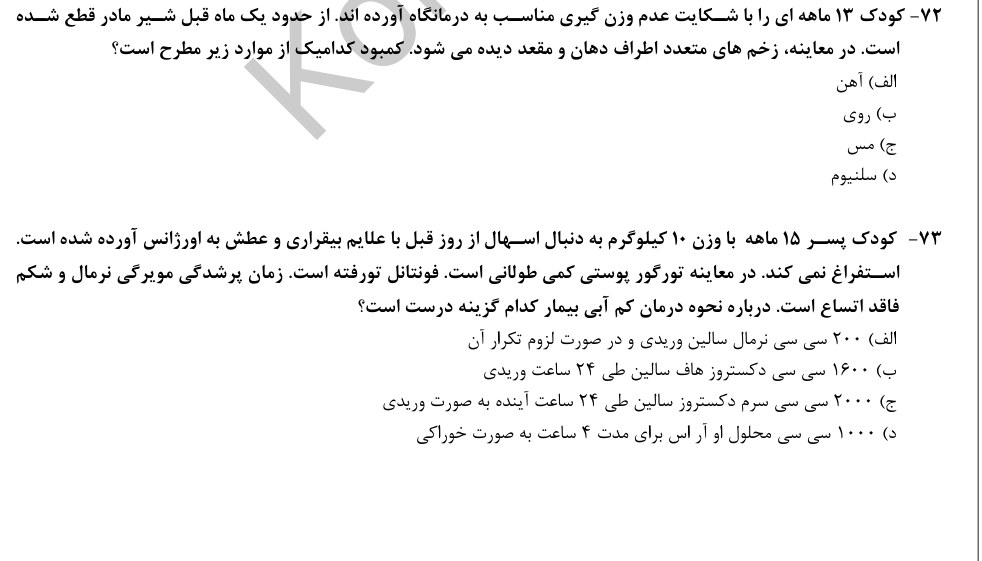 ۷۲- کودک ۱۳ ماهه ای را با شکایت عدم وزن گیری مناسب به درمانگاه آورده اند. از حدود یک ماه قبل شیر مادر قطع شده
است. در معاینه، زخم های متعدد اطراف دهان و مقعد دیده می شود. کمبود کدامیک از موارد زیر مطرح است؟
الف) آهن
ب) روی
ج) مس
د) سلنیوم
۷۳- کودک پسر ۱۵ ماهه با وزن ۱۰ کیلوگرم به دنبال اسهال از روز قبل با علایم بیقراری و عطش به اورژانس آورده شده است.
استفراغ نمی کند. در معاینه تورگور پوستی کمی طولانی است. فونتانل تورفته است. زمان پرشدگی مویرگی نرمال و شکم
فاقد اتساع است. درباره نحوه درمان کم آبی بیمار کدام گزینه درست است؟
الف) ۲۰۰ سی سی نرمال سالین وریدی و در صورت لزوم تکرار آن
ب) ۱۶۰۰ سی سی دکستروز هاف سالین طی ۲۴ ساعت وریدی
ج) ۲۰۰۰ سی سی سرم دکستروز سالین طی ۲۴ ساعت آینده به صورت وریدی
د) ۱۰۰۰ سی سی محلول او آر اس برای مدت ۴ ساعت به صورت خوراکی